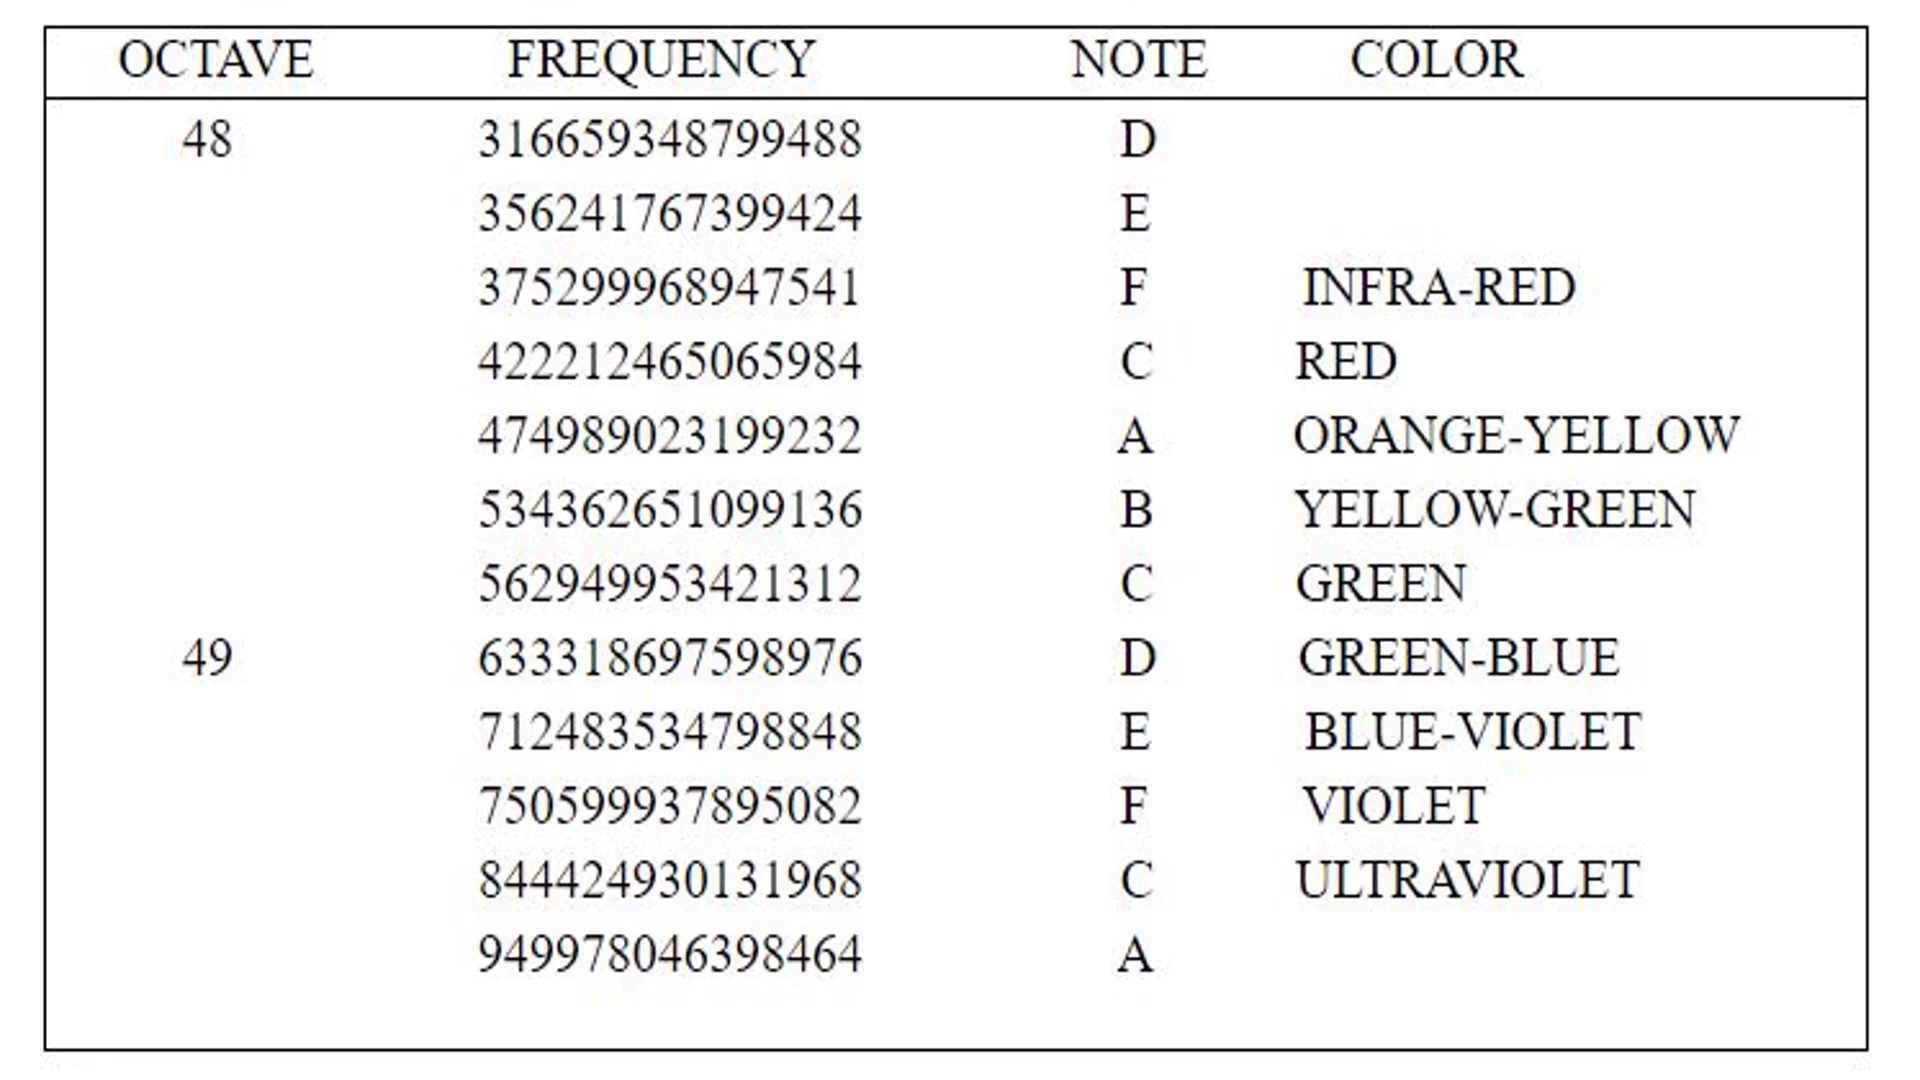 OCTAVE FREQUENCY NOTE COLOR
48 316659348799488 D
356241767399424 E
375299968947541 F INFRA-RED
422212465065984 C RED
474989023199232 A ORANGE-YELLOW
534362651099136 B YELLOW-GREEN
562949953421312 C GREEN
49 633318697598976 D GREEN-BLUE
712483534798848 E BLUE-VIOLET
750599937895082 F VIOLET
844424930131968 C ULTRAVIOLET
949978046398464 A